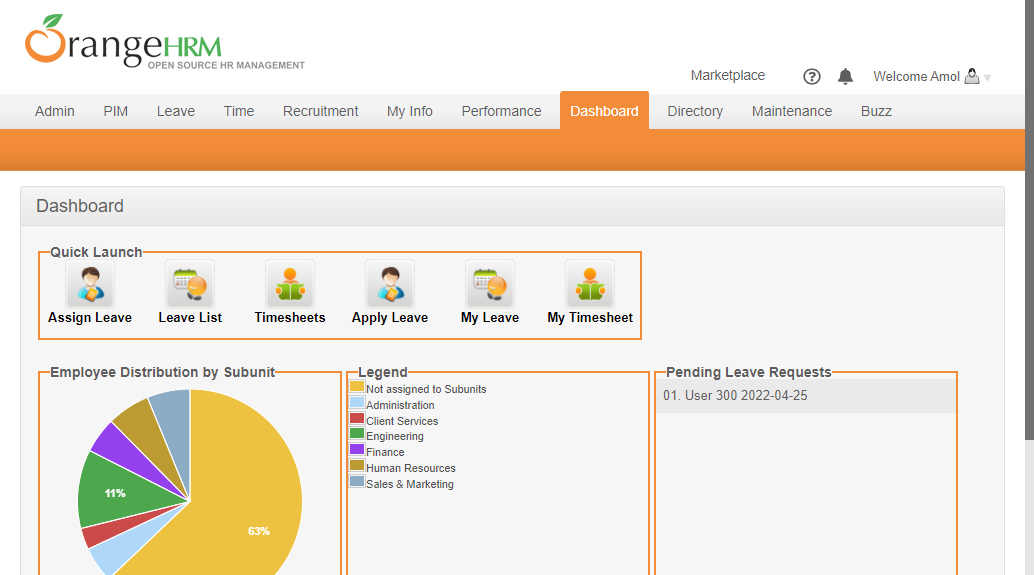 OrangeHRM
OPEN SOURCE HR MANAGEMENT
Marketplace ? Welcome Amol
Admin PIM Leave Time Recruitment My Info Performance Dashboard Directory Maintenance Buzz
Dashboard
Quick Launch
Assign Leave Leave List Timesheets Apply Leave My Leave My Timesheet
Employee Distribution by Subunit
11%
63%
Legend
Not assigned to Subunits
Administration
Client Services
Engineering
Finance
Human Resources
Sales & Marketing
Pending Leave Requests
01. User 300 2022-04-25